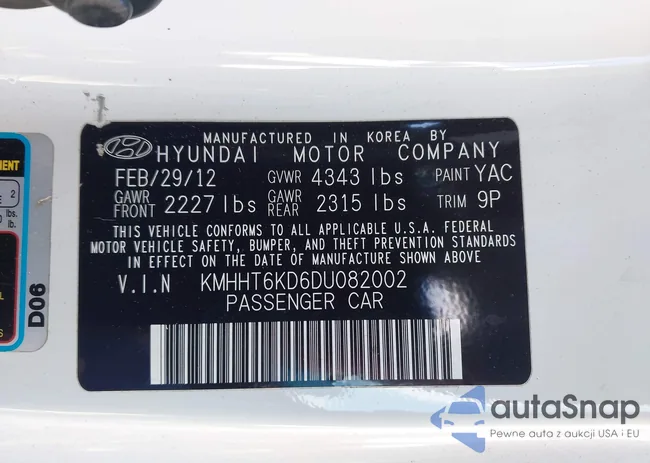 MANUFACTURED IN KOREA BY
HYUNDAI MOTOR COMPANY
FEB/29/12 GVWR 4343 lbs PAINT YAC
GAWR FRONT 2227 lbs GAWR REAR 2315 lbs TRIM 9P
THIS VEHICLE CONFORMS TO ALL APPLICABLE U.S.A. FEDERAL
MOTOR VEHICLE SAFETY, BUMPER, AND THEFT PREVENTION STANDARDS
IN EFFECT ON THE DATE OF MANUFACTURE SHOWN ABOVE
V.I.N KMHHT6KD6DU082002
PASSENGER CAR
2
lbs.
D06
autaSnap
Pewne auta z aukcji USA i EU